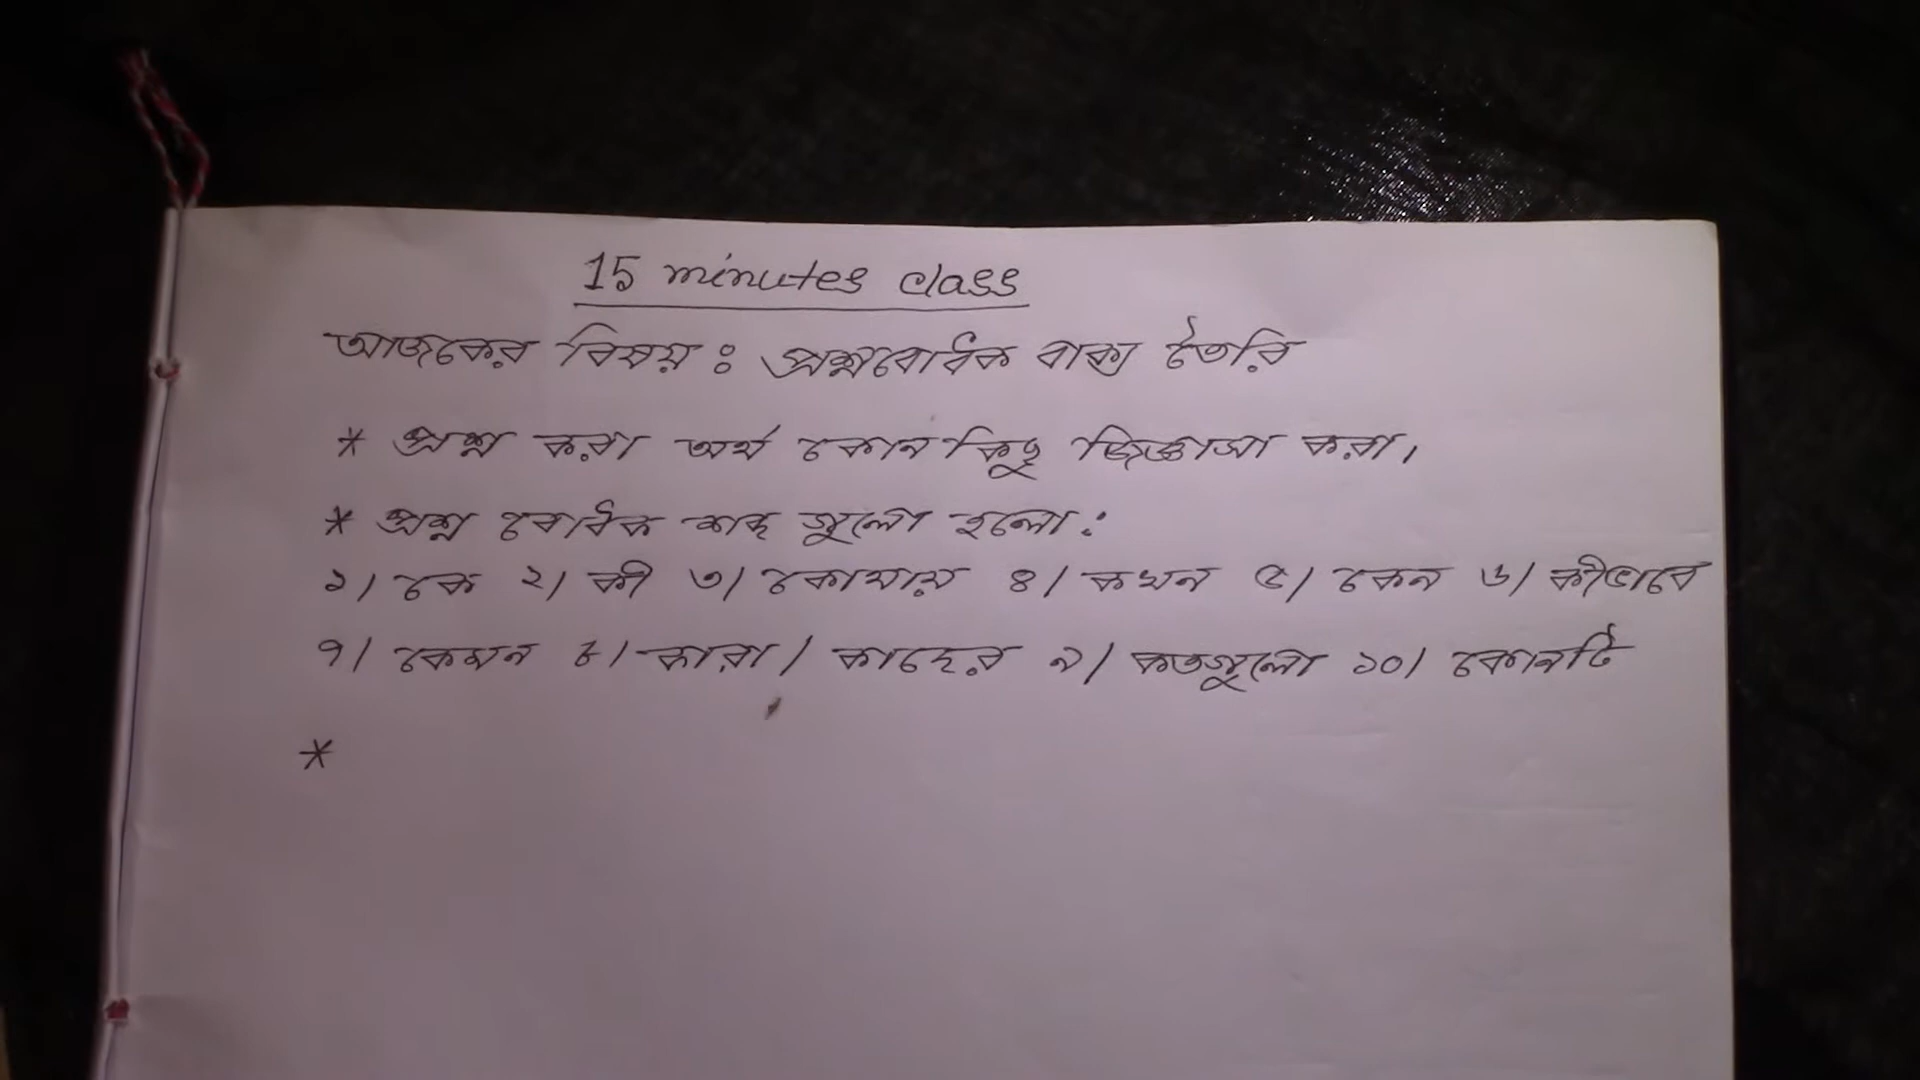 15 minutes class
আজকের বিষয় : প্রশ্নবোধক বাক্য তৈরি
* প্রশ্ন করা অর্থ কোন কিছু জিজ্ঞাসা করা।
* প্রশ্ন বোধক শব্দ গুলো হলো :
১/ কে ২/ কী ৩/ কোথায় ৪/ কখন ৫/ কেন ৬/ কীভাবে
৭/ কেমন ৮/ কারা / কাদের ৯/ কতগুলো ১০/ কোনটি
*